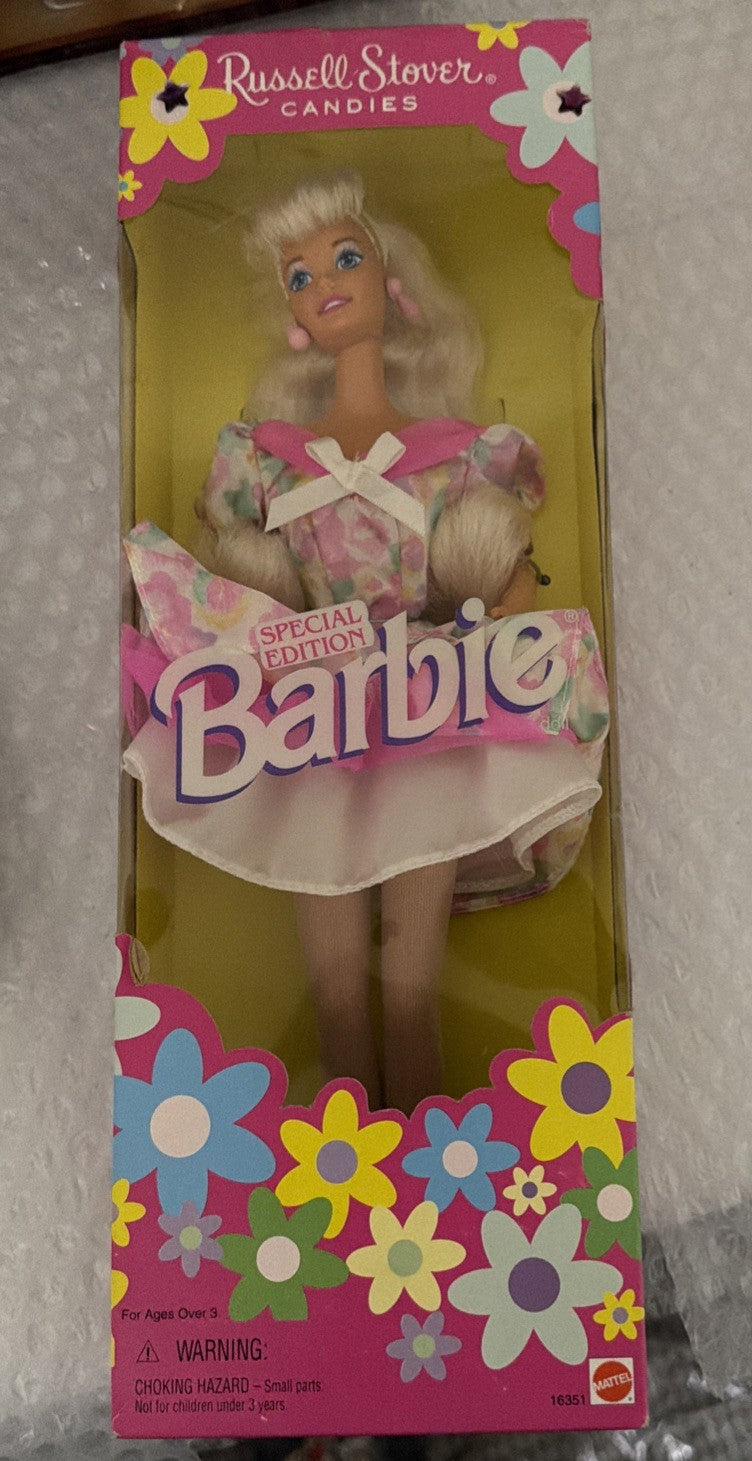 Russell Stover®
CANDIES
SPECIAL
EDITION
Barbie®
doll
For Ages Over 3
⚠ WARNING:
CHOKING HAZARD – Small parts.
Not for children under 3 years.
16351
MATTEL